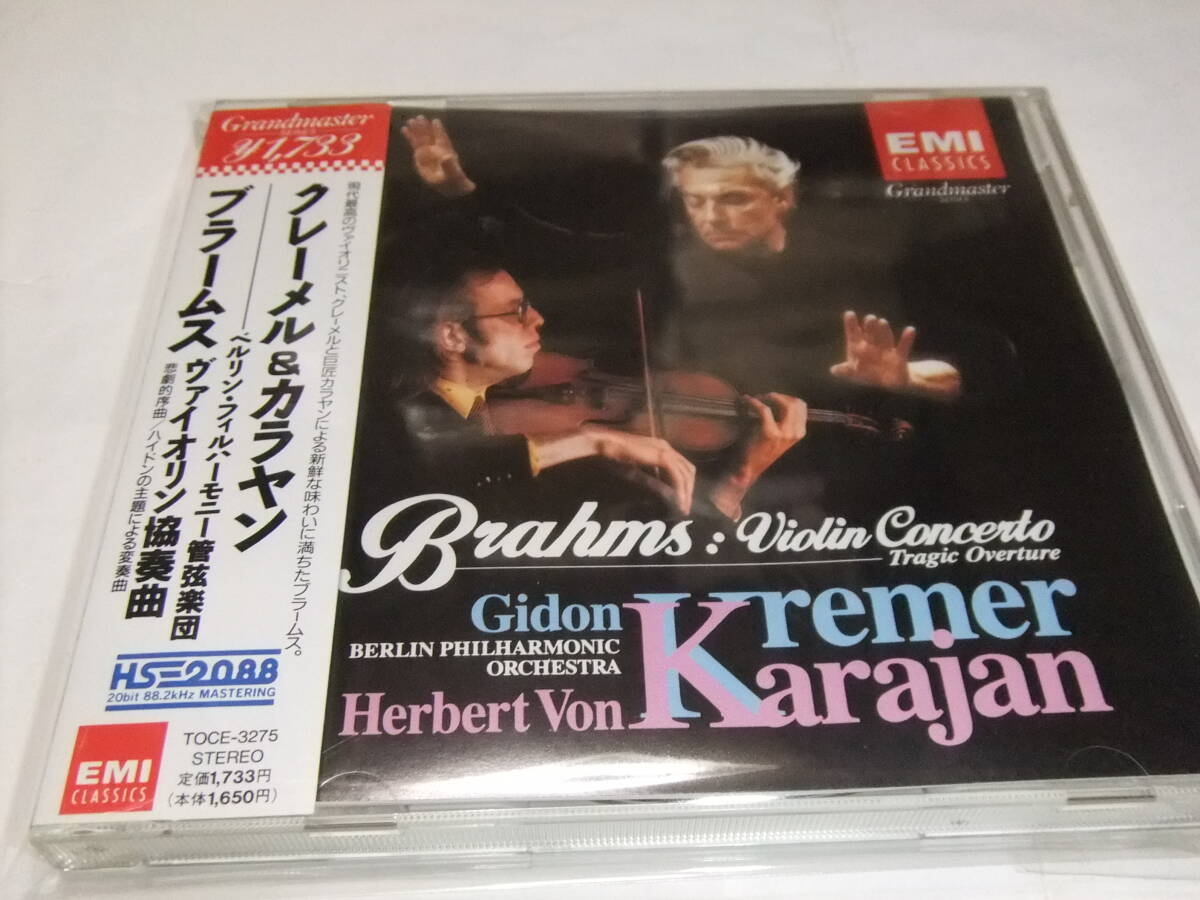 Grandmaster
SERIES
¥1,733
現代最高のヴァイオリニスト、クレーメルと巨匠カラヤンによる新鮮な味わいに満ちたブラームス。
クレーメル&カラヤン
ベルリン・フィルハーモニー管弦楽団
ブラームス ヴァイオリン協奏曲
悲劇的序曲/ハイドンの主題による変奏曲
HS-2088
20bit 88.2kHz MASTERING
EMI
CLASSICS
TOCE-3275
STEREO
定価1,733円
(本体1,650円)
EMI
CLASSICS
Grandmaster
SERIES
Brahms: Violin Concerto
Tragic Overture
Gidon Kremer
BERLIN PHILHARMONIC
ORCHESTRA
Herbert Von Karajan